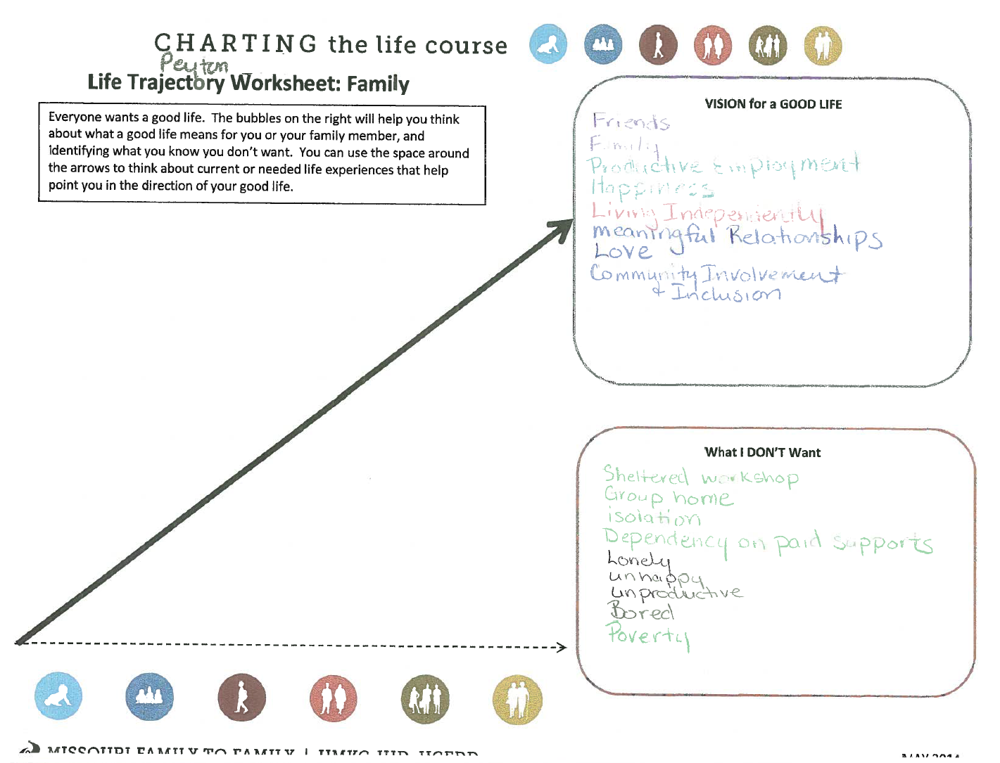 CHARTING the life course
Peyton
Life Trajectory Worksheet: Family
Everyone wants a good life. The bubbles on the right will help you think
about what a good life means for you or your family member, and
identifying what you know you don't want. You can use the space around
the arrows to think about current or needed life experiences that help
point you in the direction of your good life.
VISION for a GOOD LIFE
Friends
Family
Productive Employment
Happiness
Living Independently
meaningful Relationships
Love
Community Involvement
+ Inclusion
What I DON'T Want
Sheltered workshop
Group home
isolation
Dependency on paid supports
Lonely
unhappy
unproductive
Bored
Poverty
MISSOURI FAMILY TO FAMILY | UMKC IHD, UCEDD
MAY 2014